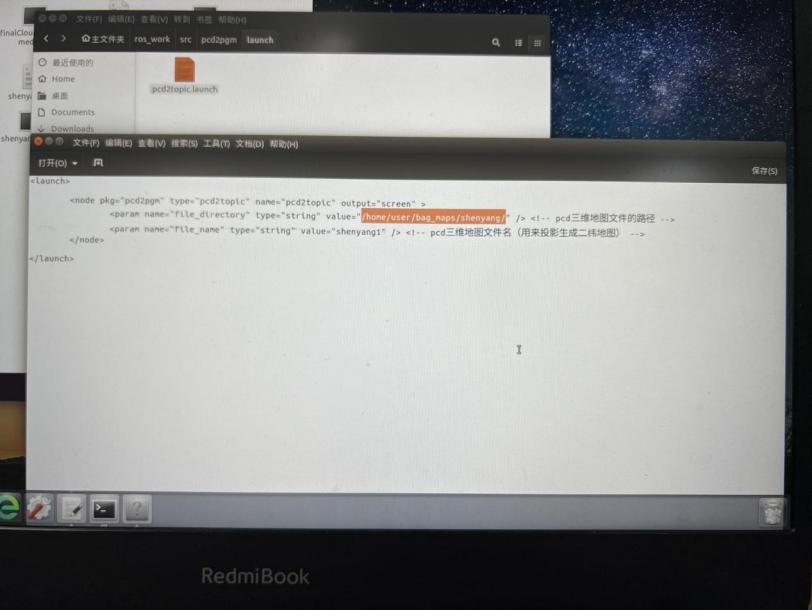 文件(F) 编辑(E) 查看(V) 转到 书签 帮助(H)
主文件夹 ros_work src pcd2pgm launch
finalClou
最近使用的
Home
桌面
Documents
Downloads
pcd2topic.launch
sheny
shenya
文件(F) 编辑(E) 查看(V) 搜索(S) 工具(T) 文档(D) 帮助(H)
打开(O)
保存(S)
<launch>
<node pkg="pcd2pgm" type="pcd2topic" name="pcd2topic" output="screen" >
<param name="file_directory" type="string" value="/home/user/bag_maps/shenyang/" /> <!-- pcd三维地图文件的路径 -->
<param name="file_name" type="string" value="shenyang1" /> <!-- pcd三维地图文件名（用来投影生成二纬地图） -->
</node>
</launch>
RedmiBook